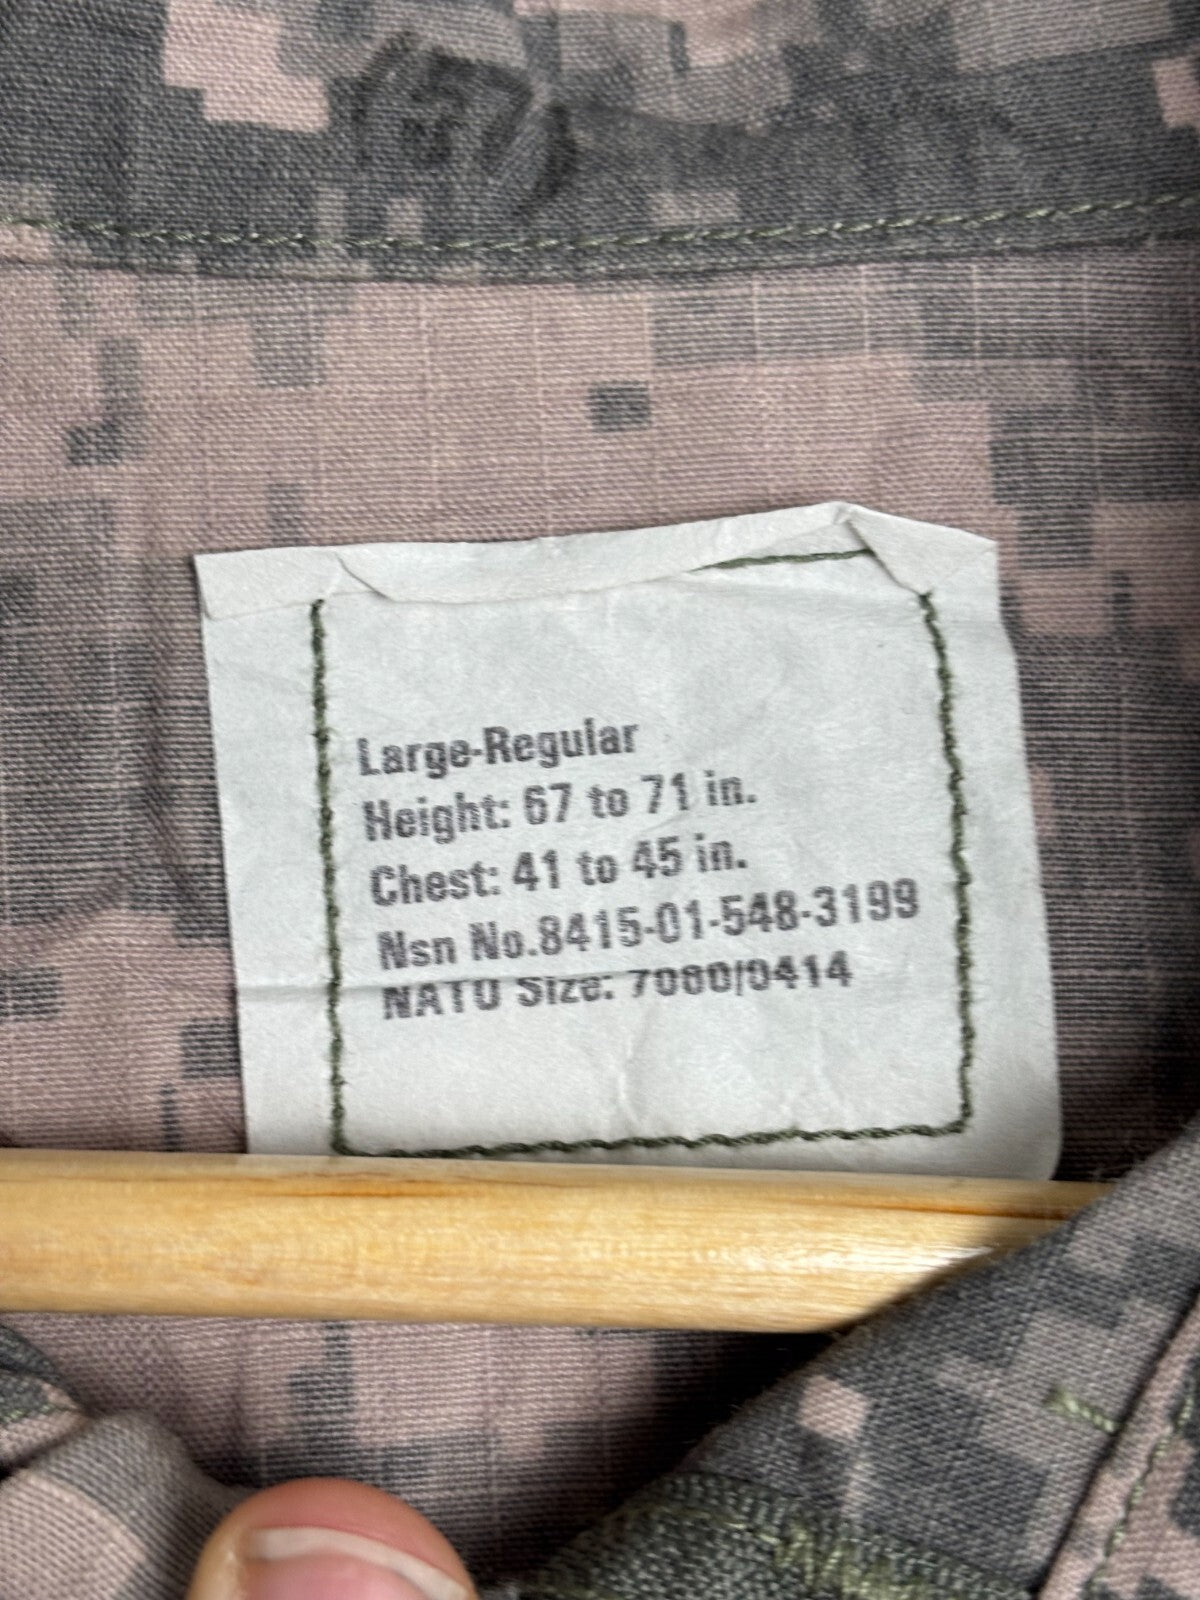 Large-Regular
Height: 67 to 71 in.
Chest: 41 to 45 in.
Nsn No.8415-01-548-3199
NATO Size: 7080/0414